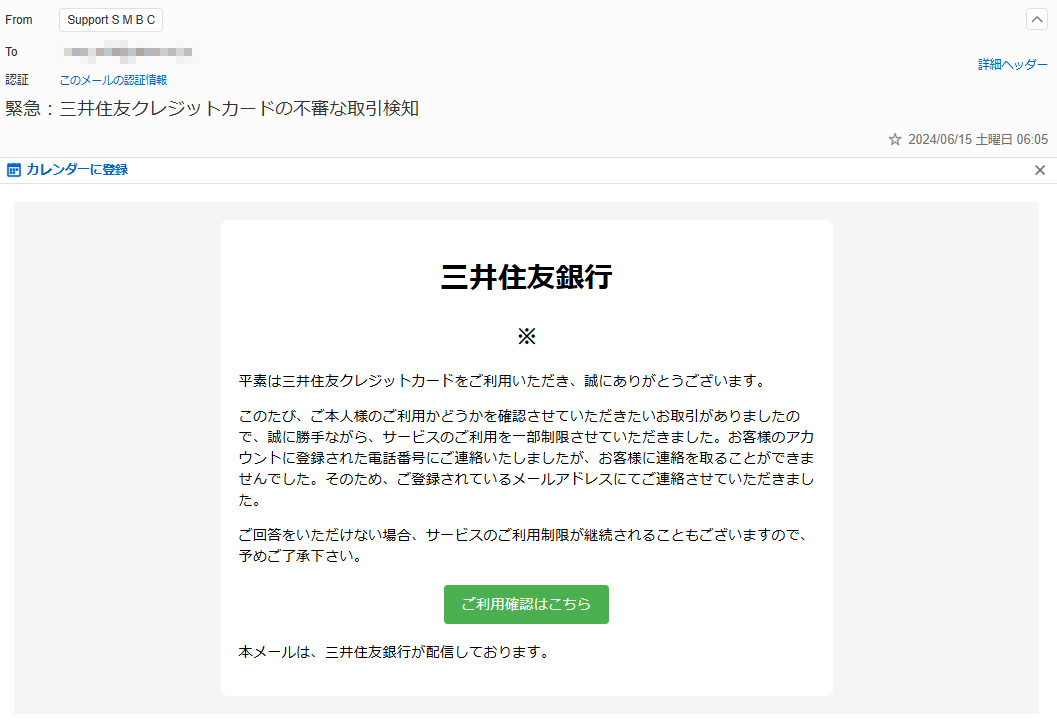 From Support S M B C
To
詳細ヘッダー
認証 このメールの認証情報
緊急：三井住友クレジットカードの不審な取引検知
☆ 2024/06/15 土曜日 06:05
カレンダーに登録
三井住友銀行
※
平素は三井住友クレジットカードをご利用いただき、誠にありがとうございます。
このたび、ご本人様のご利用かどうかを確認させていただきたいお取引がありましたの
で、誠に勝手ながら、サービスのご利用を一部制限させていただきました。お客様のアカ
ウントに登録された電話番号にご連絡いたしましたが、お客様に連絡を取ることができま
せんでした。そのため、ご登録されているメールアドレスにてご連絡させていただきまし
た。
ご回答をいただけない場合、サービスのご利用制限が継続されることもございますので、
予めご了承下さい。
ご利用確認はこちら
本メールは、三井住友銀行が配信しております。